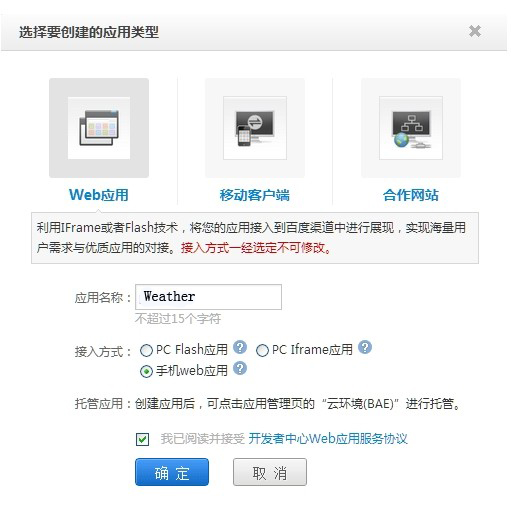 选择要创建的应用类型
Web应用
移动客户端
合作网站
利用IFrame或者Flash技术，将您的应用接入到百度渠道中进行展现，实现海量用
户需求与优质应用的对接。接入方式一经选定不可修改。
应用名称： Weather
不超过15个字符
接入方式： PC Flash应用 ? PC Iframe应用 ?
手机web应用 ?
托管应用：创建应用后，可点击应用管理页的“云环境(BAE)”进行托管。
我已阅读并接受 开发者中心Web应用服务协议
确 定
取 消